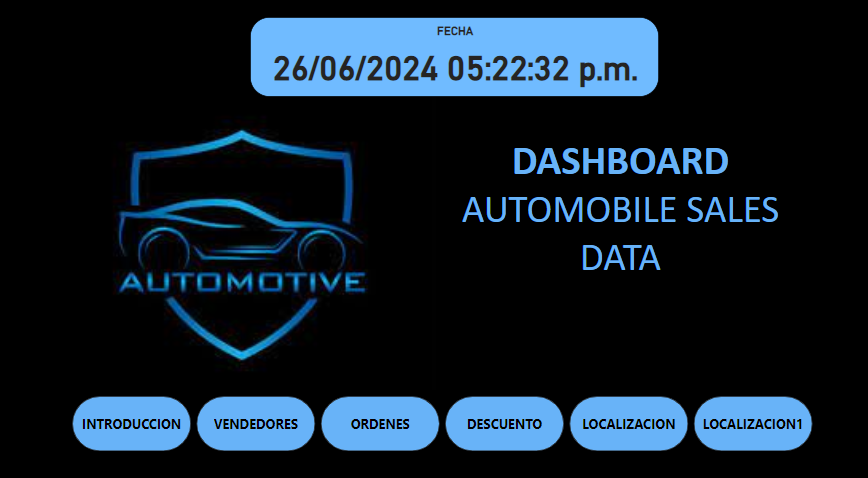 FECHA
26/06/2024 05:22:32 p.m.
DASHBOARD
AUTOMOBILE SALES
DATA
AUTOMOTIVE
INTRODUCCION
VENDEDORES
ORDENES
DESCUENTO
LOCALIZACION
LOCALIZACION1